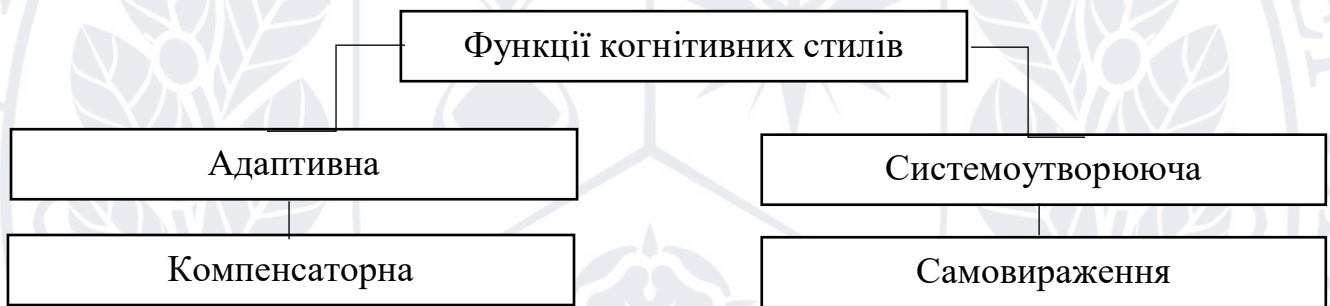 Функції когнітивних стилів
Адаптивна
Системоутворююча
Компенсаторна
Самовираження